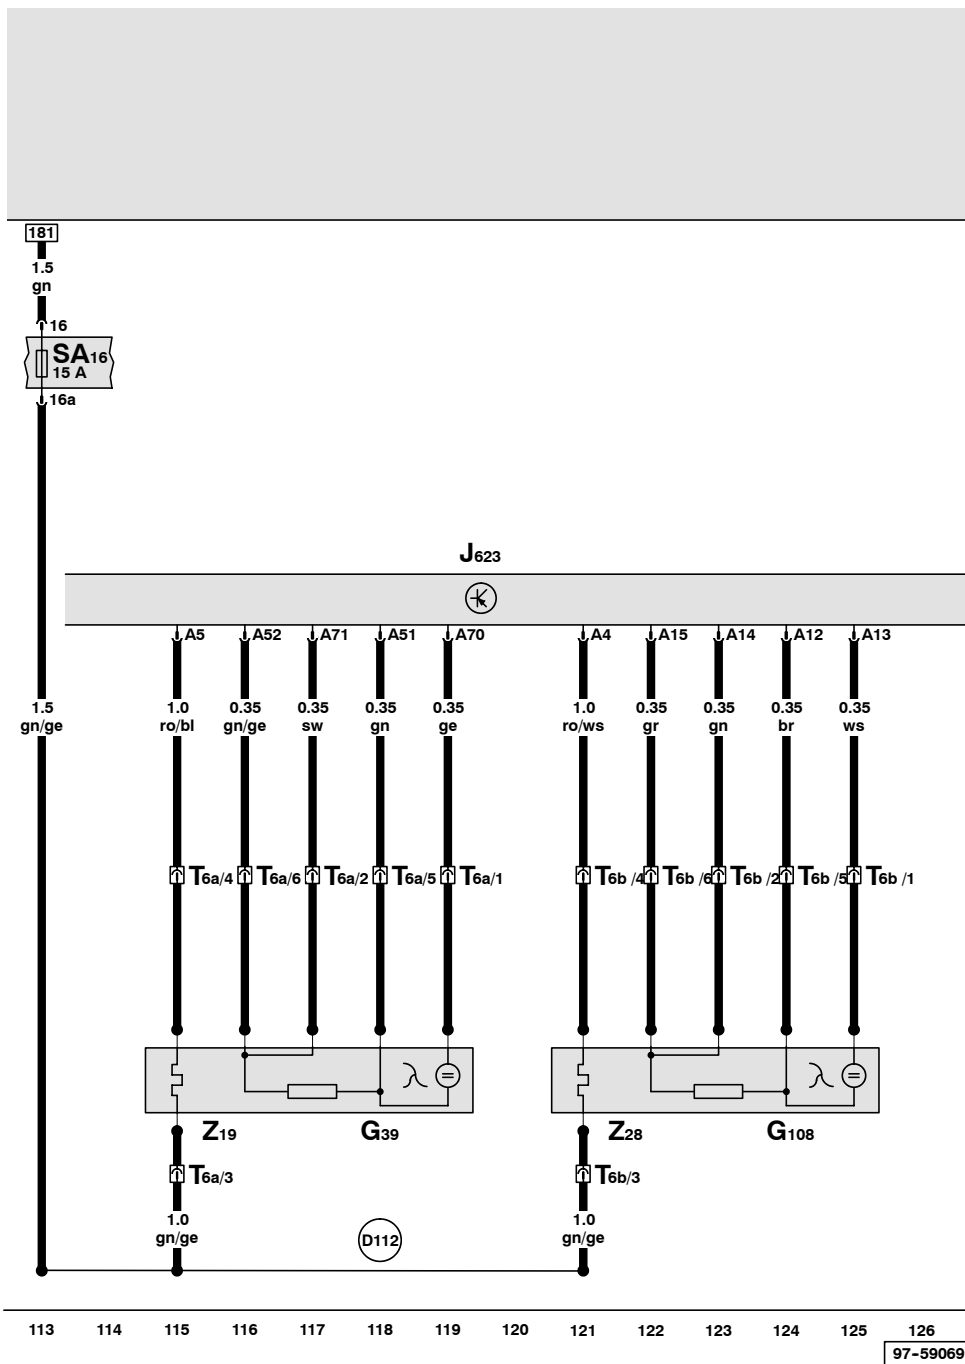 181
1.5
gn
16
SA16
15 A
16a
J623
A5 A52 A71 A51 A70 A4 A15 A14 A12 A13
1.5 1.0 0.35 0.35 0.35 0.35 1.0 0.35 0.35 0.35 0.35
gn/ge ro/bl gn/ge sw gn ge ro/ws gr gn br ws
T6a/4 T6a/6 T6a/2 T6a/5 T6a/1 T6b /4 T6b /6 T6b /2 T6b /5 T6b /1
Z19 G39 Z28 G108
T6a/3 T6b/3
1.0 1.0
gn/ge D112 gn/ge
113 114 115 116 117 118 119 120 121 122 123 124 125 126
97-59069